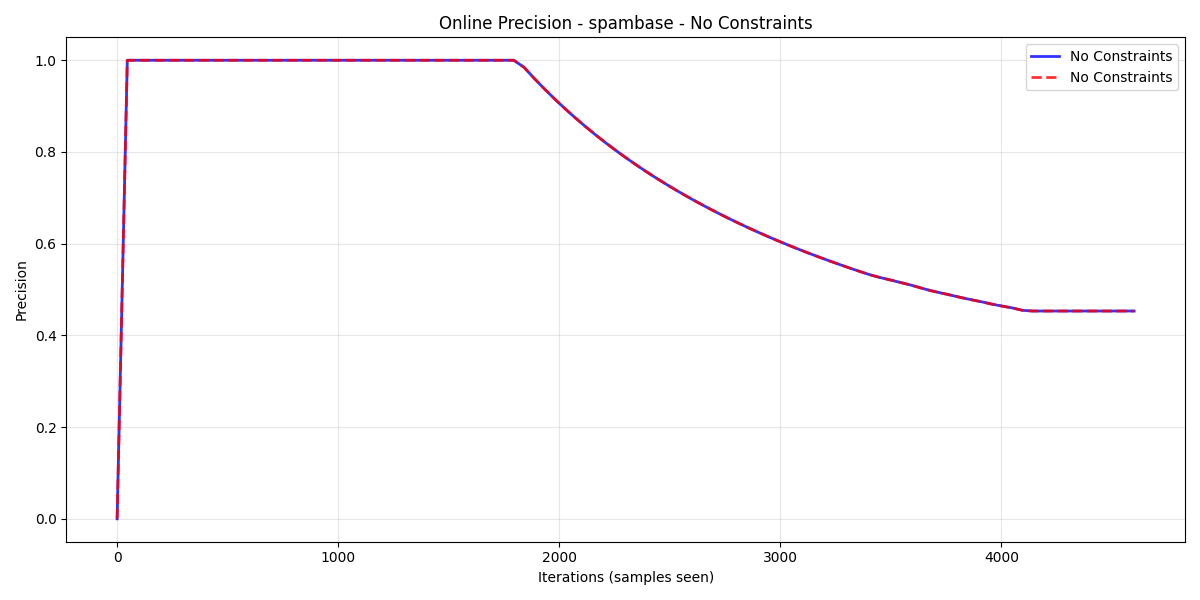 Online Precision - spambase - No Constraints
No Constraints
No Constraints
Precision
1.0
0.8
0.6
0.4
0.2
0.0
0 1000 2000 3000 4000
Iterations (samples seen)